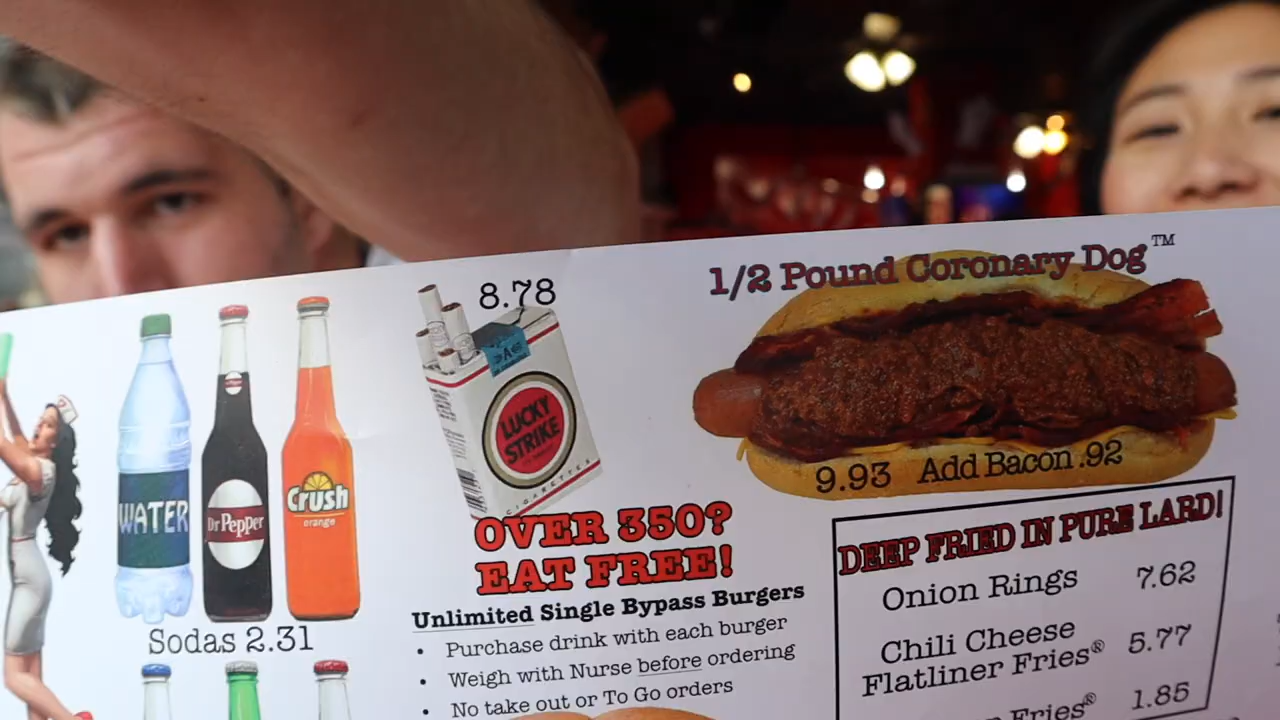 8.78
LUCKY
STRIKE
CIGARETTES
1/2 Pound Coronary Dog™
9.93 Add Bacon .92
WATER
Dr Pepper
Crush
orange
Sodas 2.31
OVER 350?
EAT FREE!
Unlimited Single Bypass Burgers
• Purchase drink with each burger
• Weigh with Nurse before ordering
• No take out or To Go orders
DEEP FRIED IN PURE LARD!
Onion Rings 7.62
Chili Cheese
Flatliner Fries® 5.77
Fries® 1.85